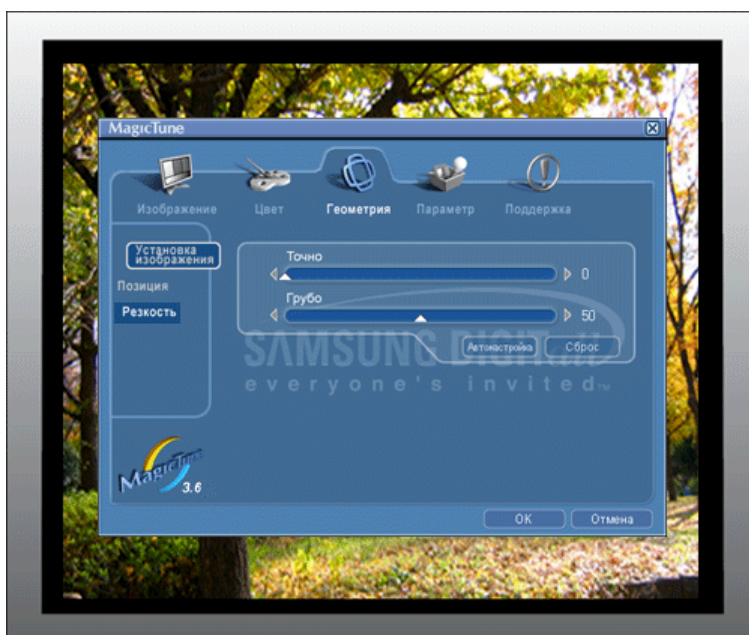 MagicTune
Изображение
Цвет
Геометрия
Параметр
Поддержка
Установка
изображения
Позиция
Резкость
Точно
0
Грубо
50
Автонастройка
Сброс
SAMSUNG DIGITall
everyone's invited™
MagicTune
3.6
OK
Отмена